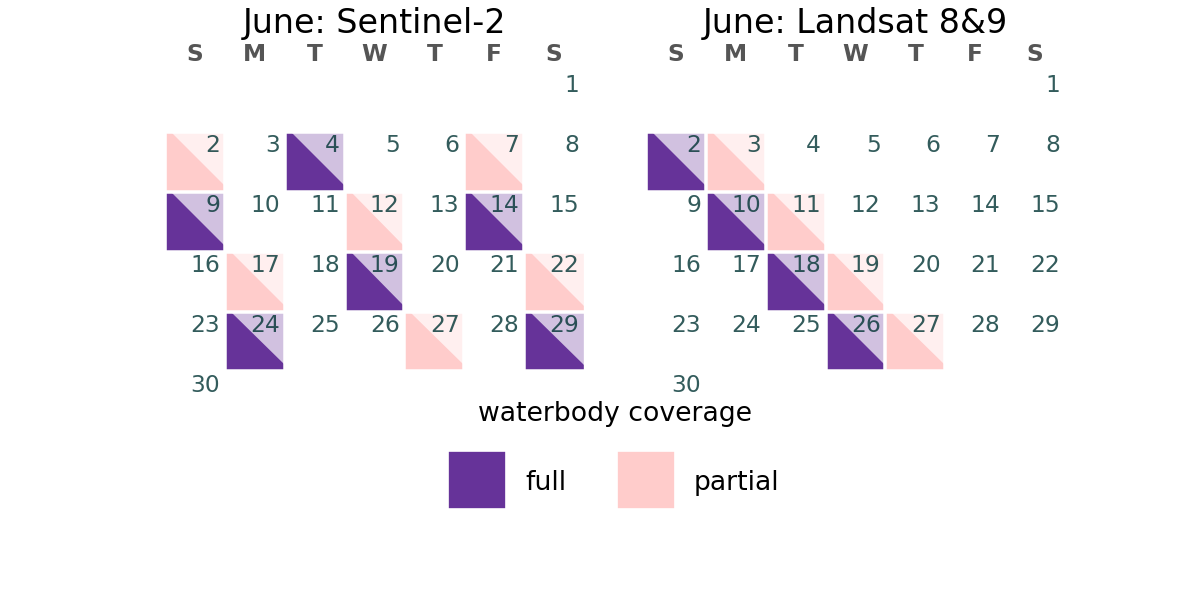 June: Sentinel-2
S M T W T F S
1
2 3 4 5 6 7 8
9 10 11 12 13 14 15
16 17 18 19 20 21 22
23 24 25 26 27 28 29
30
June: Landsat 8&9
S M T W T F S
1
2 3 4 5 6 7 8
9 10 11 12 13 14 15
16 17 18 19 20 21 22
23 24 25 26 27 28 29
30
waterbody coverage
full partial